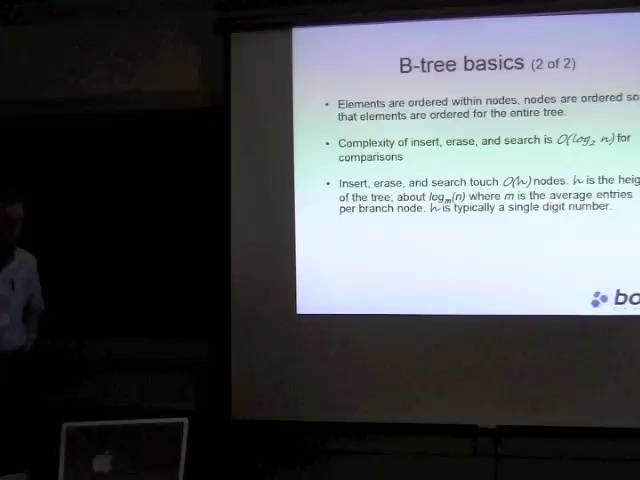 B-tree basics (2 of 2)
• Elements are ordered within nodes, nodes are ordered so
that elements are ordered for the entire tree.
• Complexity of insert, erase, and search is O(log₂ n) for
comparisons
• Insert, erase, and search touch O(h) nodes. h is the heig
of the tree; about logₘ(n) where m is the average entries
per branch node. h is typically a single digit number.
bo